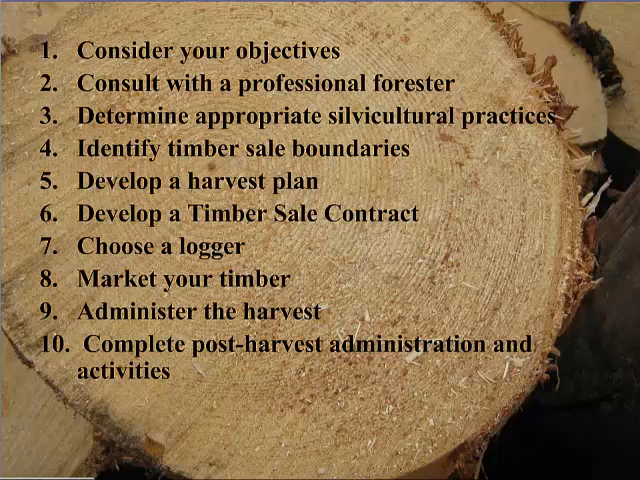 1. Consider your objectives
2. Consult with a professional forester
3. Determine appropriate silvicultural practices
4. Identify timber sale boundaries
5. Develop a harvest plan
6. Develop a Timber Sale Contract
7. Choose a logger
8. Market your timber
9. Administer the harvest
10. Complete post-harvest administration and
activities